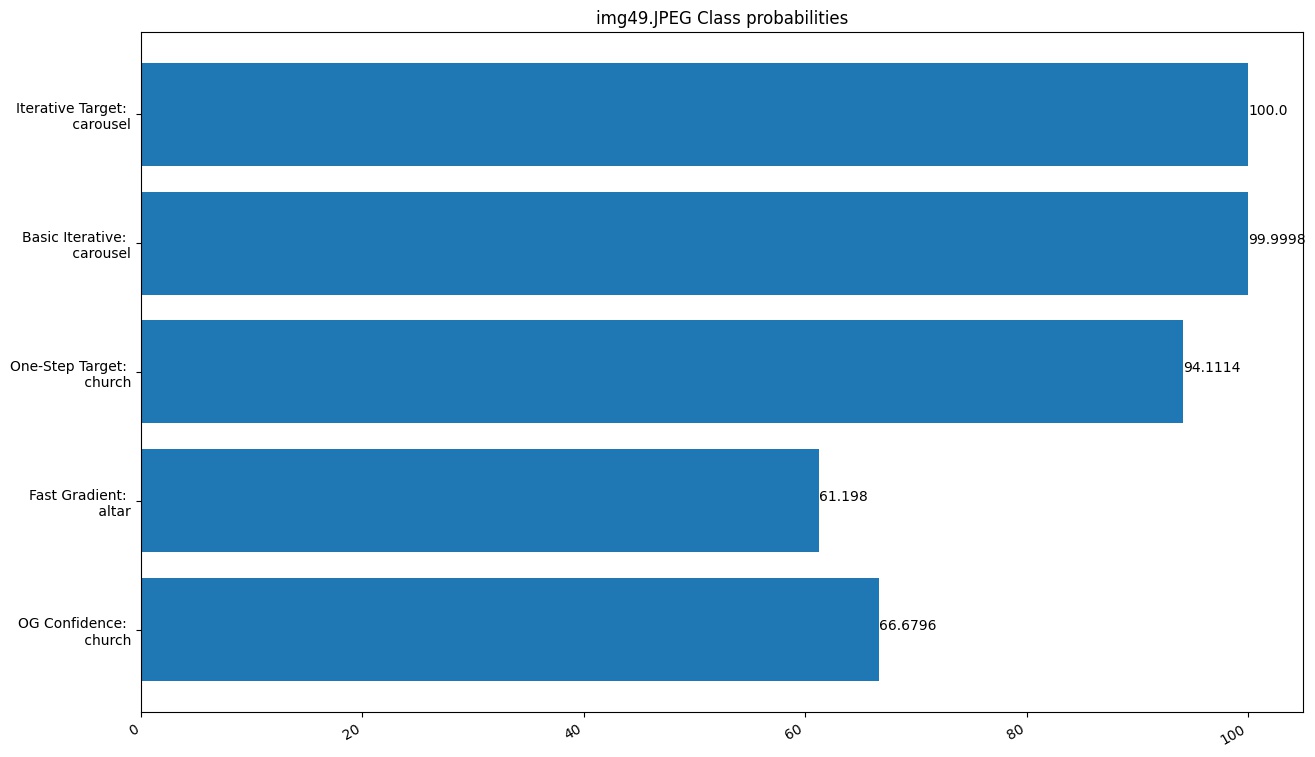 img49.JPEG Class probabilities
Iterative Target:
carousel
100.0
Basic Iterative:
carousel
99.9998
One-Step Target:
church
94.1114
Fast Gradient:
altar
61.198
OG Confidence:
church
66.6796
0
20
40
60
80
100